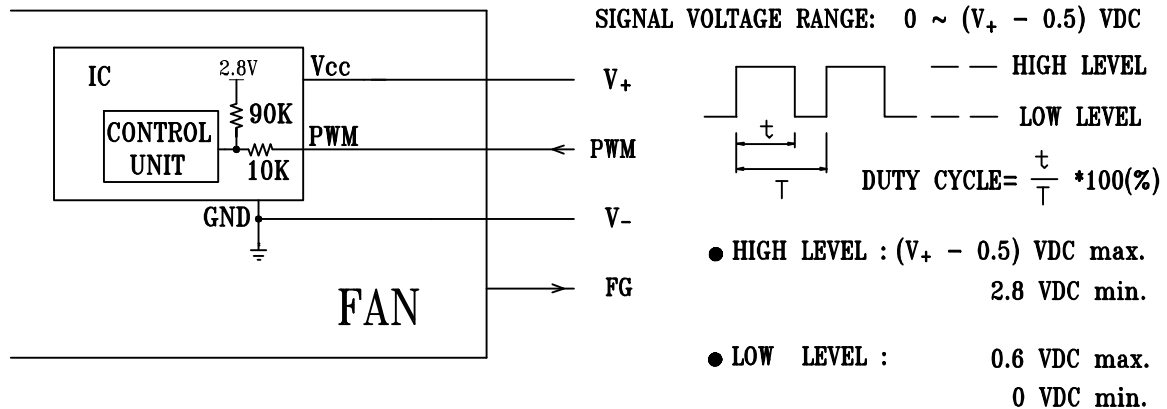 SIGNAL VOLTAGE RANGE: 0 ~ (V+ - 0.5) VDC
IC
2.8V
Vcc
V+
90K
CONTROL
UNIT
10K
PWM
PWM
GND
V-
FG
FAN
HIGH LEVEL
LOW LEVEL
t
T
DUTY CYCLE= t/T *100(%)
● HIGH LEVEL : (V+ - 0.5) VDC max.
2.8 VDC min.
● LOW LEVEL : 0.6 VDC max.
0 VDC min.